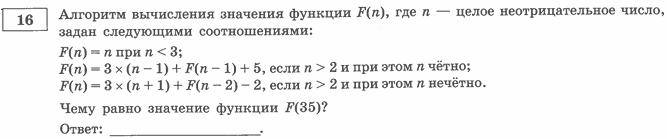 16
Алгоритм вычисления значения функции F(n), где n — целое неотрицательное число,
задан следующими соотношениями:
F(n) = n при n < 3;
F(n) = 3 × (n − 1) + F(n − 1) + 5, если n > 2 и при этом n чётно;
F(n) = 3 × (n + 1) + F(n − 2) − 2, если n > 2 и при этом n нечётно.
Чему равно значение функции F(35)?
Ответ: ____________________.